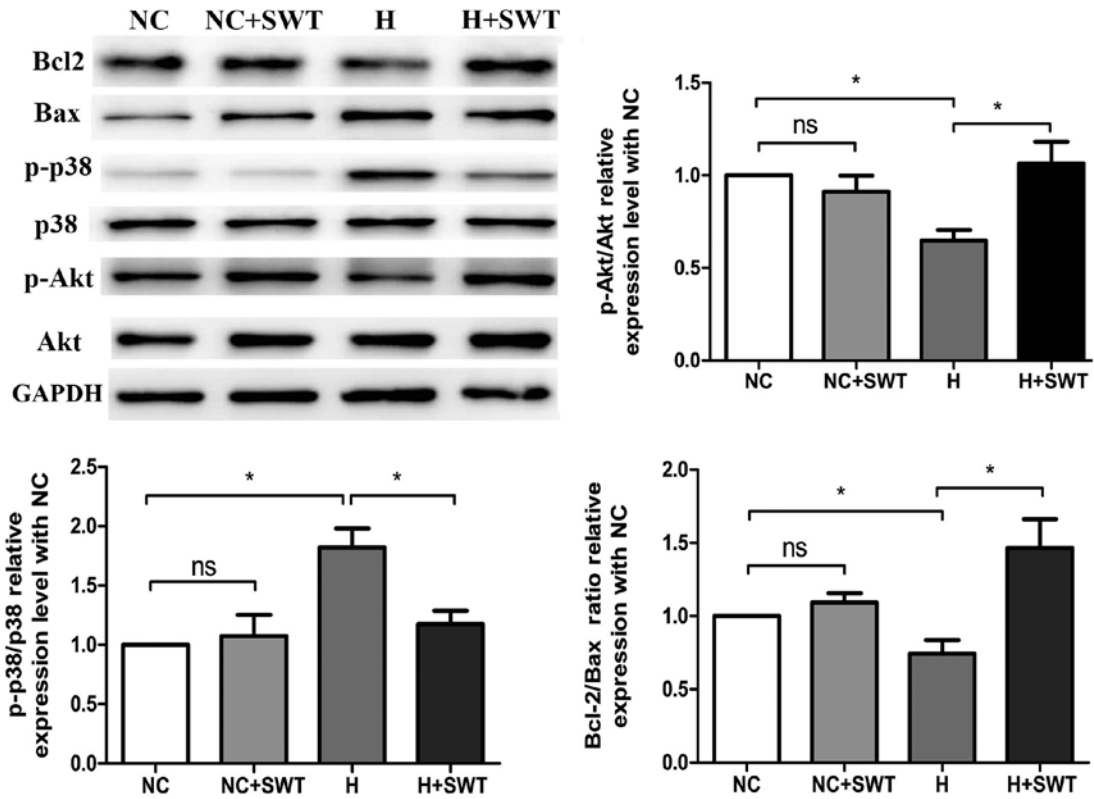 NC NC+SWT H H+SWT
Bcl2
Bax
p-p38
p38
p-Akt
Akt
GAPDH
p-Akt/Akt relative
expression level with NC
1.5
1.0
0.5
0.0
*
*
ns
NC NC+SWT H H+SWT
p-p38/p38 relative
expression level with NC
2.5
2.0
1.5
1.0
0.5
0.0
*
*
ns
NC NC+SWT H H+SWT
Bcl-2/Bax ratio relative
expression with NC
2.0
1.5
1.0
0.5
0.0
*
*
ns
NC NC+SWT H H+SWT